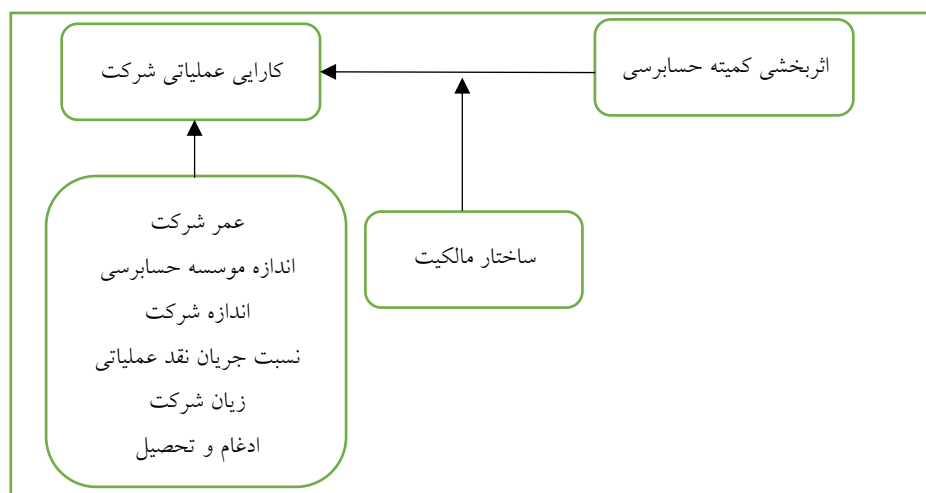 اثربخشی کمیته حسابرسی
کارایی عملیاتی شرکت
ساختار مالکیت
عمر شرکت
اندازه موسسه حسابرسی
اندازه شرکت
نسبت جریان نقد عملیاتی
زیان شرکت
ادغام و تحصیل